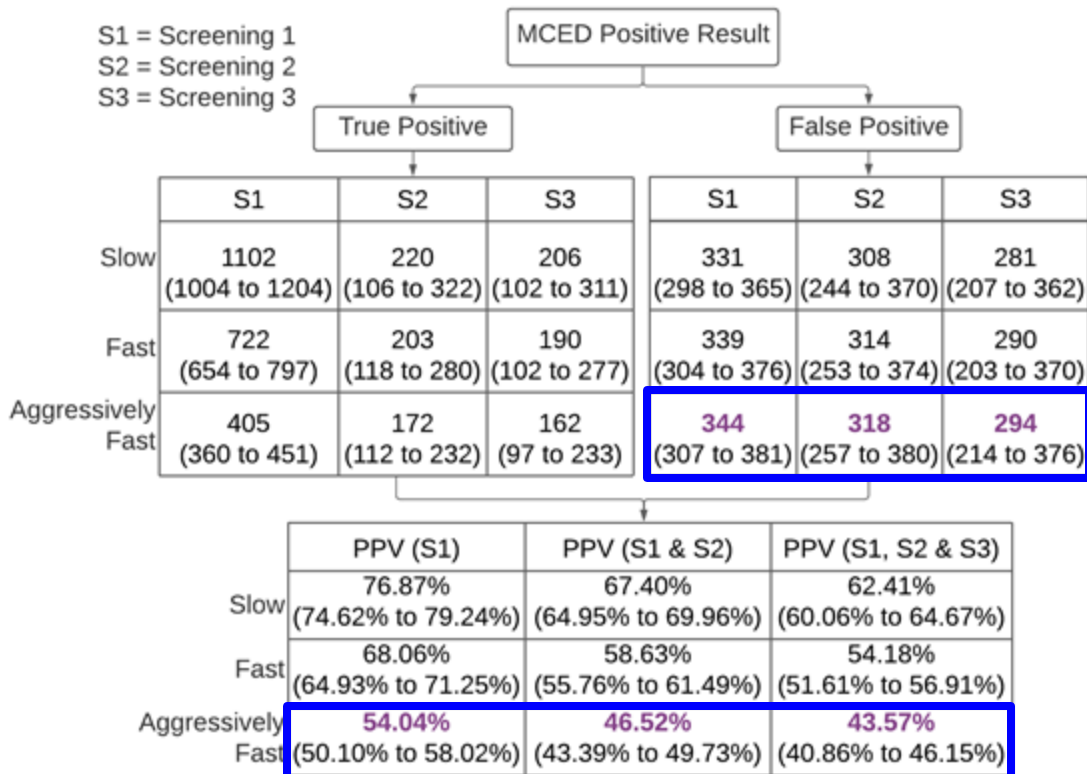 S1 = Screening 1
S2 = Screening 2
S3 = Screening 3
MCED Positive Result
True Positive
False Positive
S1 S2 S3 S1 S2 S3
Slow 1102 220 206 331 308 281
(1004 to 1204) (106 to 322) (102 to 311) (298 to 365) (244 to 370) (207 to 362)
Fast 722 203 190 339 314 290
(654 to 797) (118 to 280) (102 to 277) (304 to 376) (253 to 374) (203 to 370)
Aggressively Fast 405 172 162 344 318 294
(360 to 451) (112 to 232) (97 to 233) (307 to 381) (257 to 380) (214 to 376)
PPV (S1) PPV (S1 & S2) PPV (S1, S2 & S3)
Slow 76.87% 67.40% 62.41%
(74.62% to 79.24%) (64.95% to 69.96%) (60.06% to 64.67%)
Fast 68.06% 58.63% 54.18%
(64.93% to 71.25%) (55.76% to 61.49%) (51.61% to 56.91%)
Aggressively 54.04% 46.52% 43.57%
Fast (50.10% to 58.02%) (43.39% to 49.73%) (40.86% to 46.15%)